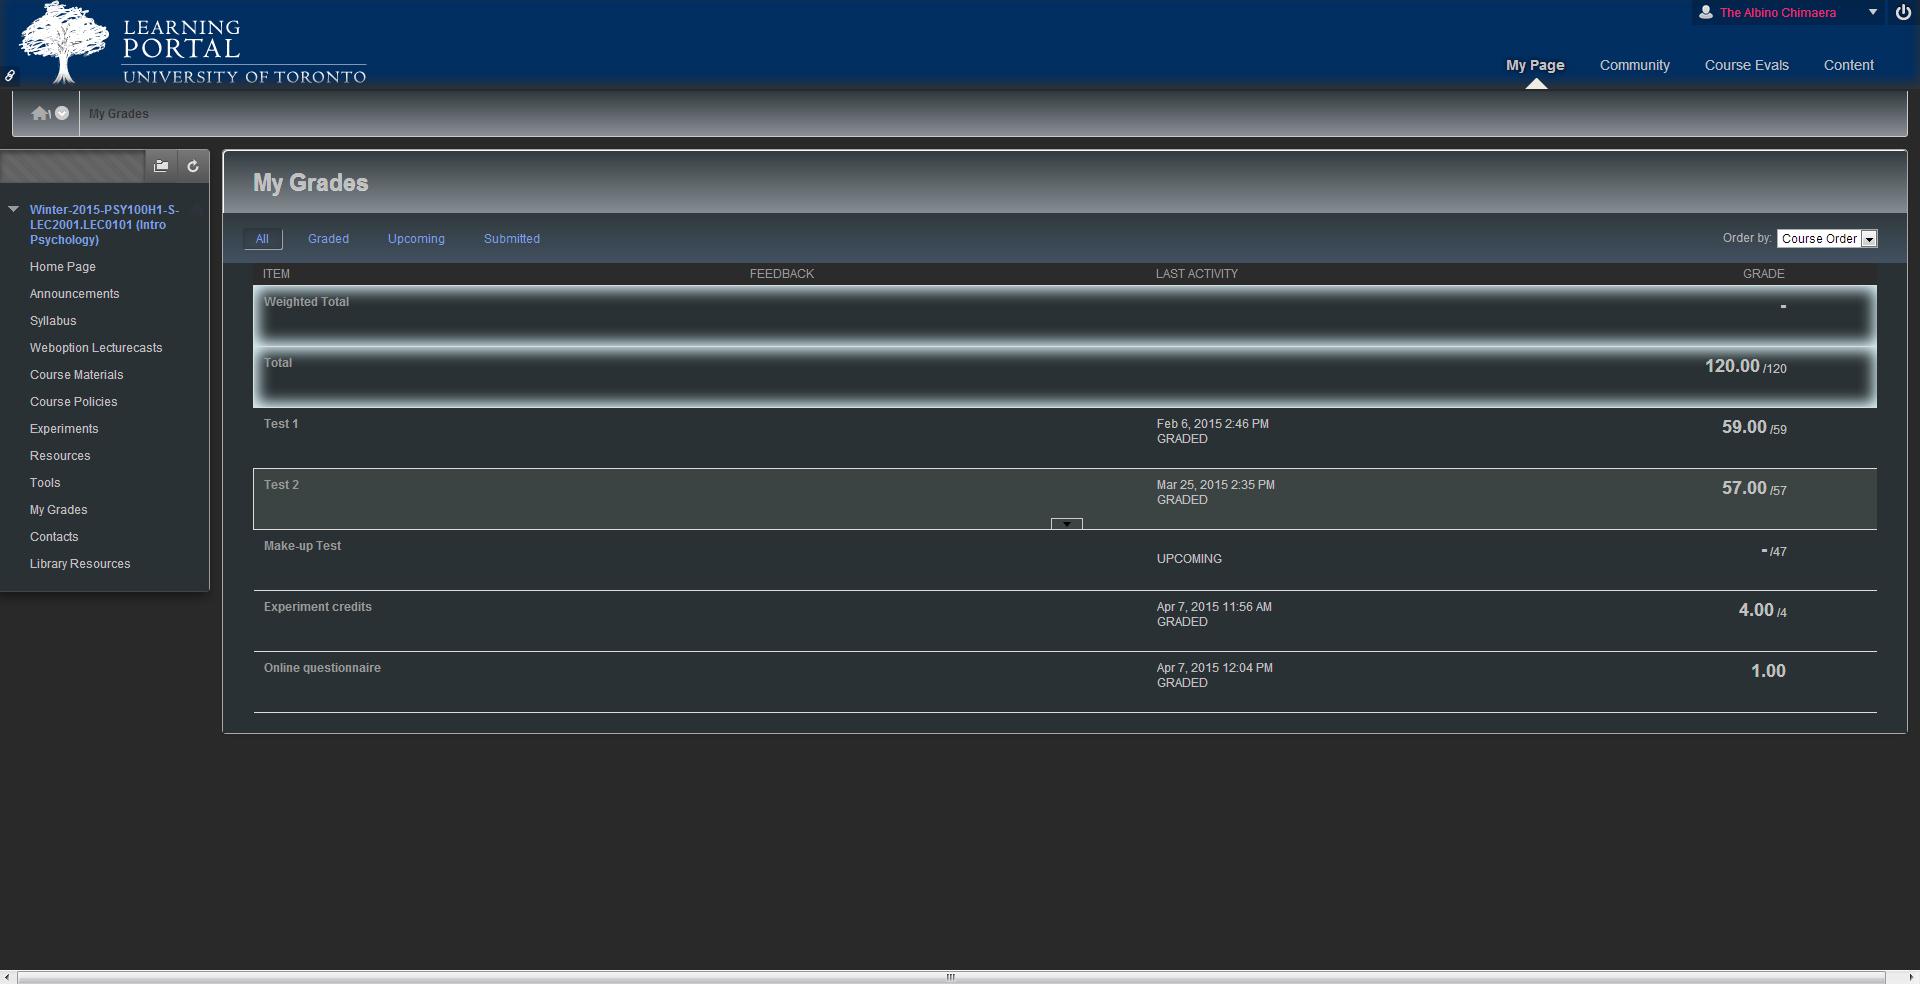 LEARNING
PORTAL
UNIVERSITY OF TORONTO
The Albino Chimaera
My Page Community Course Evals Content
My Grades
Winter-2015-PSY100H1-S-
LEC2001.LEC0101 (Intro
Psychology)
Home Page
Announcements
Syllabus
Weboption Lecturecasts
Course Materials
Course Policies
Experiments
Resources
Tools
My Grades
Contacts
Library Resources
My Grades
All Graded Upcoming Submitted
Order by: Course Order
ITEM FEEDBACK LAST ACTIVITY GRADE
Weighted Total -
Total 120.00 /120
Test 1 Feb 6, 2015 2:46 PM 59.00 /59
GRADED
Test 2 Mar 25, 2015 2:35 PM 57.00 /57
GRADED
Make-up Test - /47
UPCOMING
Experiment credits Apr 7, 2015 11:56 AM 4.00 /4
GRADED
Online questionnaire Apr 7, 2015 12:04 PM 1.00
GRADED